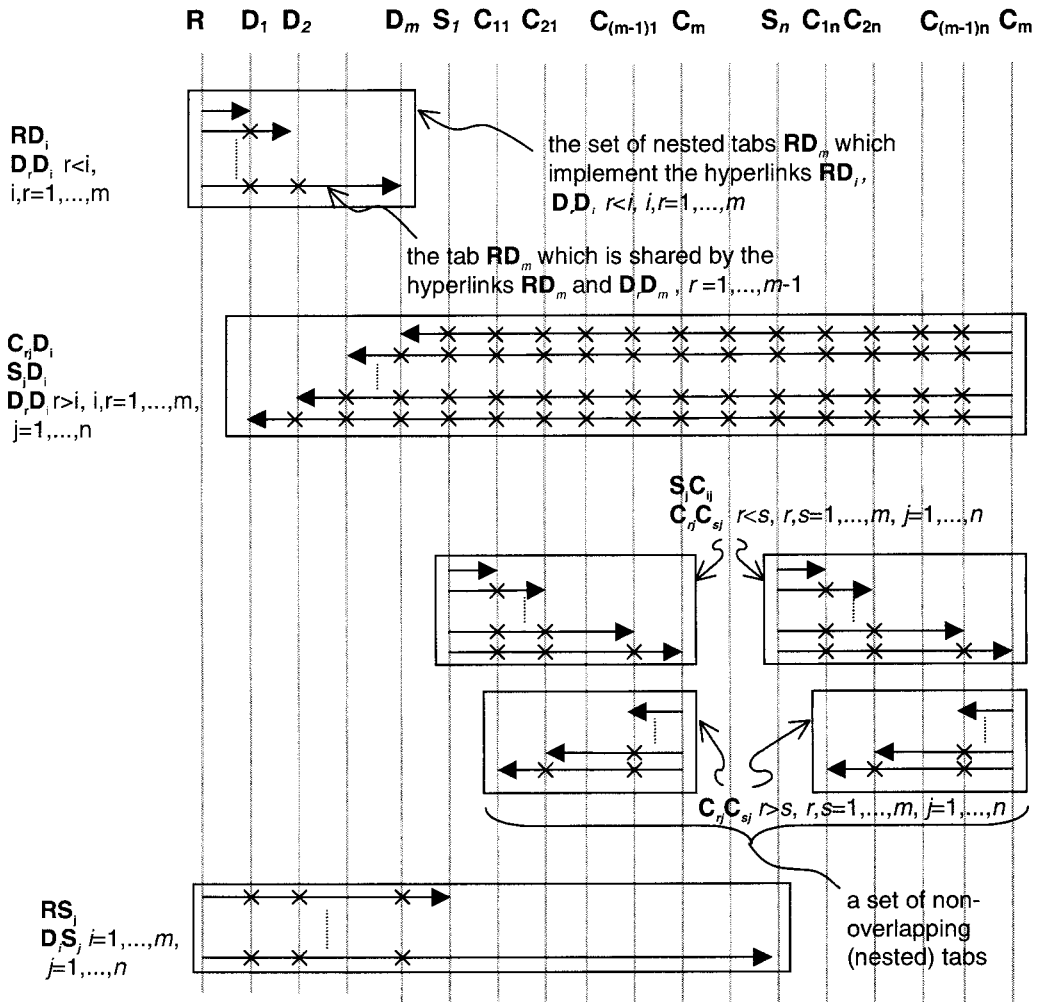 R D1 D2 Dm S1 C11 C21 C(m-1)1 Cm Sn C1n C2n C(m-1)n Cm
RDi
DrDi r<i,
i,r=1,...,m
the set of nested tabs RDm which
implement the hyperlinks RDi,
DrDi r<i, i,r=1,...,m
the tab RDm which is shared by the
hyperlinks RDm and DrDm , r =1,...,m-1
CrjDi
SjDi
DrDi r>i, i,r=1,...,m,
j=1,...,n
SjCij
CrjCsj r<s, r,s=1,...,m, j=1,...,n
CrjCsj r>s, r,s=1,...,m, j=1,...,n
RSj
DiSj i=1,...,m,
j=1,...,n
a set of non-
overlapping
(nested) tabs